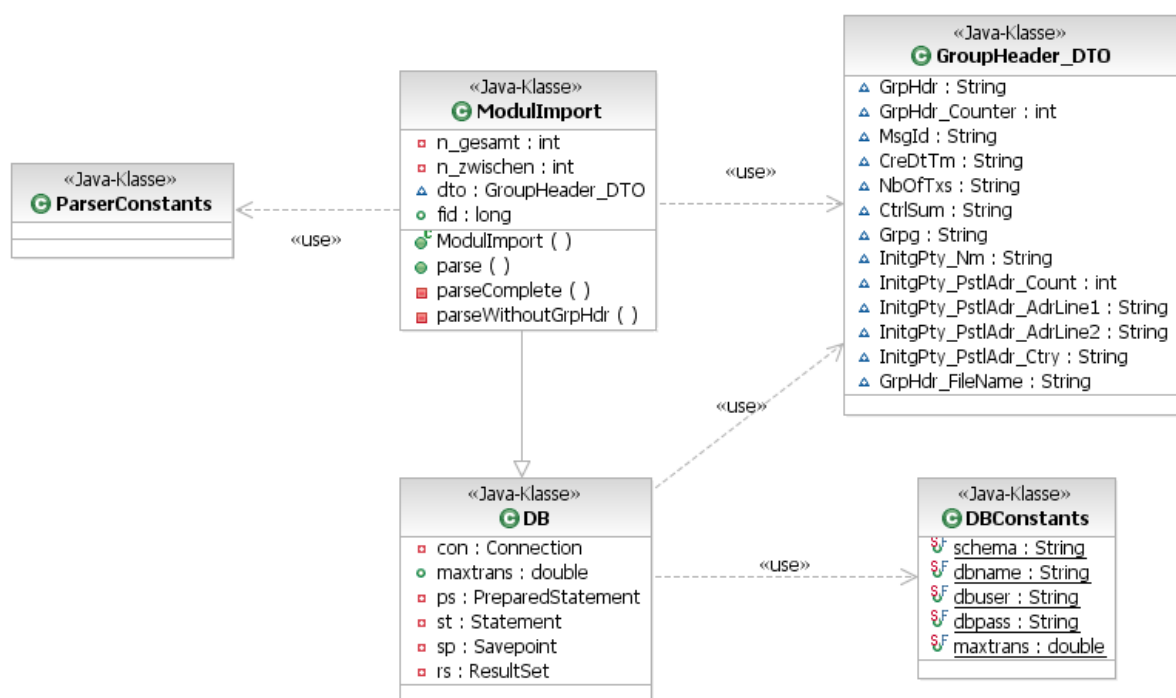 «Java-Klasse»
GroupHeader_DTO
GrpHdr : String
GrpHdr_Counter : int
MsgId : String
CreDtTm : String
NbOfTxs : String
CtrlSum : String
Grpg : String
InitgPty_Nm : String
InitgPty_PstlAdr_Count : int
InitgPty_PstlAdr_AdrLine1 : String
InitgPty_PstlAdr_AdrLine2 : String
InitgPty_PstlAdr_Ctry : String
GrpHdr_FileName : String
«Java-Klasse»
ModulImport
n_gesamt : int
n_zwischen : int
dto : GroupHeader_DTO
fid : long
ModulImport ( )
parse ( )
parseComplete ( )
parseWithoutGrpHdr ( )
«use»
«Java-Klasse»
ParserConstants
«use»
«use»
«Java-Klasse»
DB
con : Connection
maxtrans : double
ps : PreparedStatement
st : Statement
sp : Savepoint
rs : ResultSet
«use»
«Java-Klasse»
DBConstants
schema : String
dbname : String
dbuser : String
dbpass : String
maxtrans : double